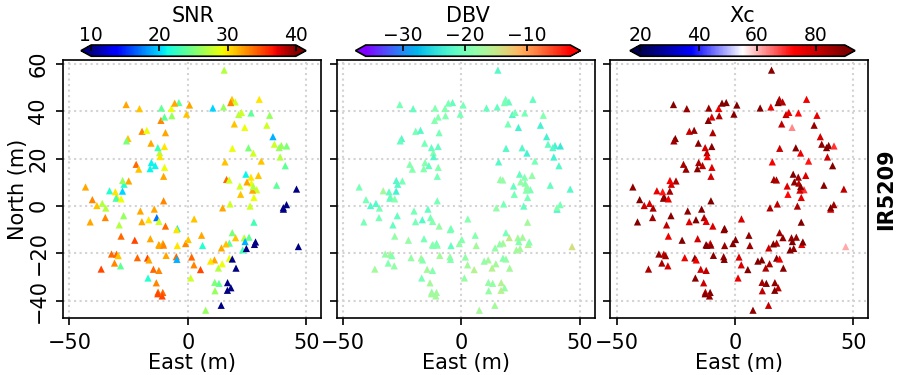 SNR DBV Xc
10 20 30 40 −30 −20 −10 20 40 60 80
60
40
20
0
−20
−40
North (m)
IR5209
−50 0 50 −50 0 50 −50 0 50
East (m) East (m) East (m)